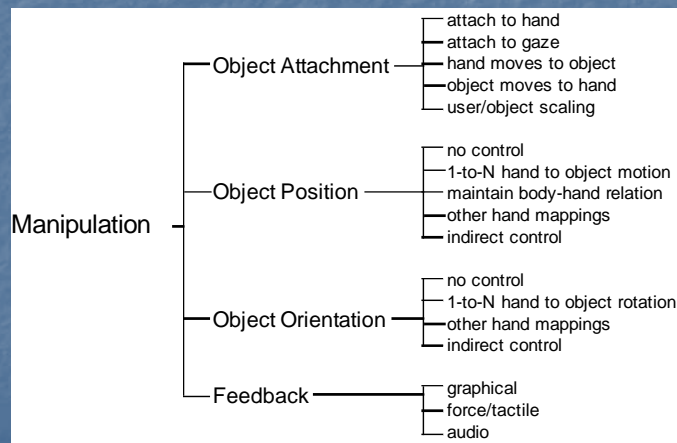 Manipulation
Object Attachment
attach to hand
attach to gaze
hand moves to object
object moves to hand
user/object scaling
Object Position
no control
1-to-N hand to object motion
maintain body-hand relation
other hand mappings
indirect control
Object Orientation
no control
1-to-N hand to object rotation
other hand mappings
indirect control
Feedback
graphical
force/tactile
audio